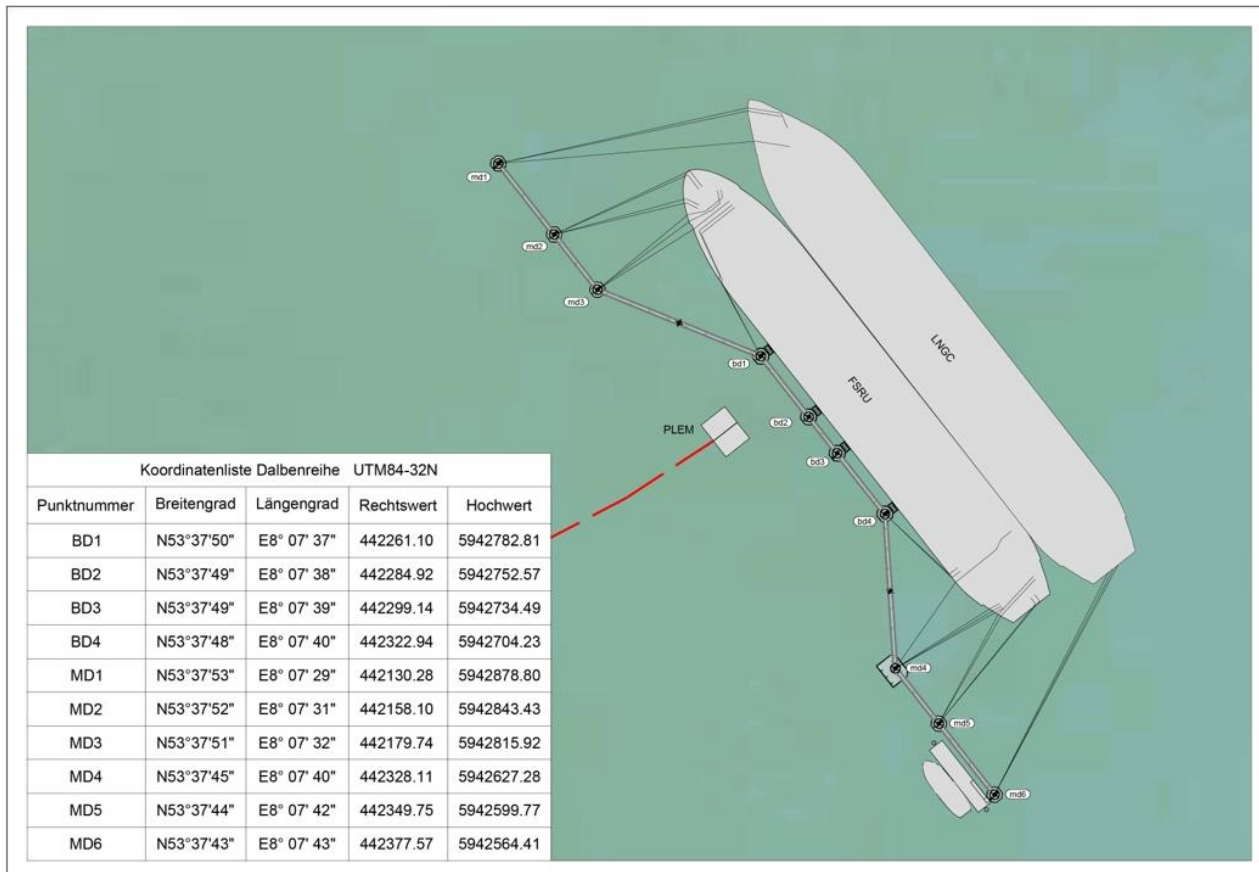 md1
md2
md3
LNGC
bd1
FSRU
bd2
PLEM
bd3
bd4
md4
md5
md6
Koordinatenliste Dalbenreihe UTM84-32N
Punktnummer Breitengrad Längengrad Rechtswert Hochwert
BD1 N53°37'50" E8° 07' 37" 442261.10 5942782.81
BD2 N53°37'49" E8° 07' 38" 442284.92 5942752.57
BD3 N53°37'49" E8° 07' 39" 442299.14 5942734.49
BD4 N53°37'48" E8° 07' 40" 442322.94 5942704.23
MD1 N53°37'53" E8° 07' 29" 442130.28 5942878.80
MD2 N53°37'52" E8° 07' 31" 442158.10 5942843.43
MD3 N53°37'51" E8° 07' 32" 442179.74 5942815.92
MD4 N53°37'45" E8° 07' 40" 442328.11 5942627.28
MD5 N53°37'44" E8° 07' 42" 442349.75 5942599.77
MD6 N53°37'43" E8° 07' 43" 442377.57 5942564.41